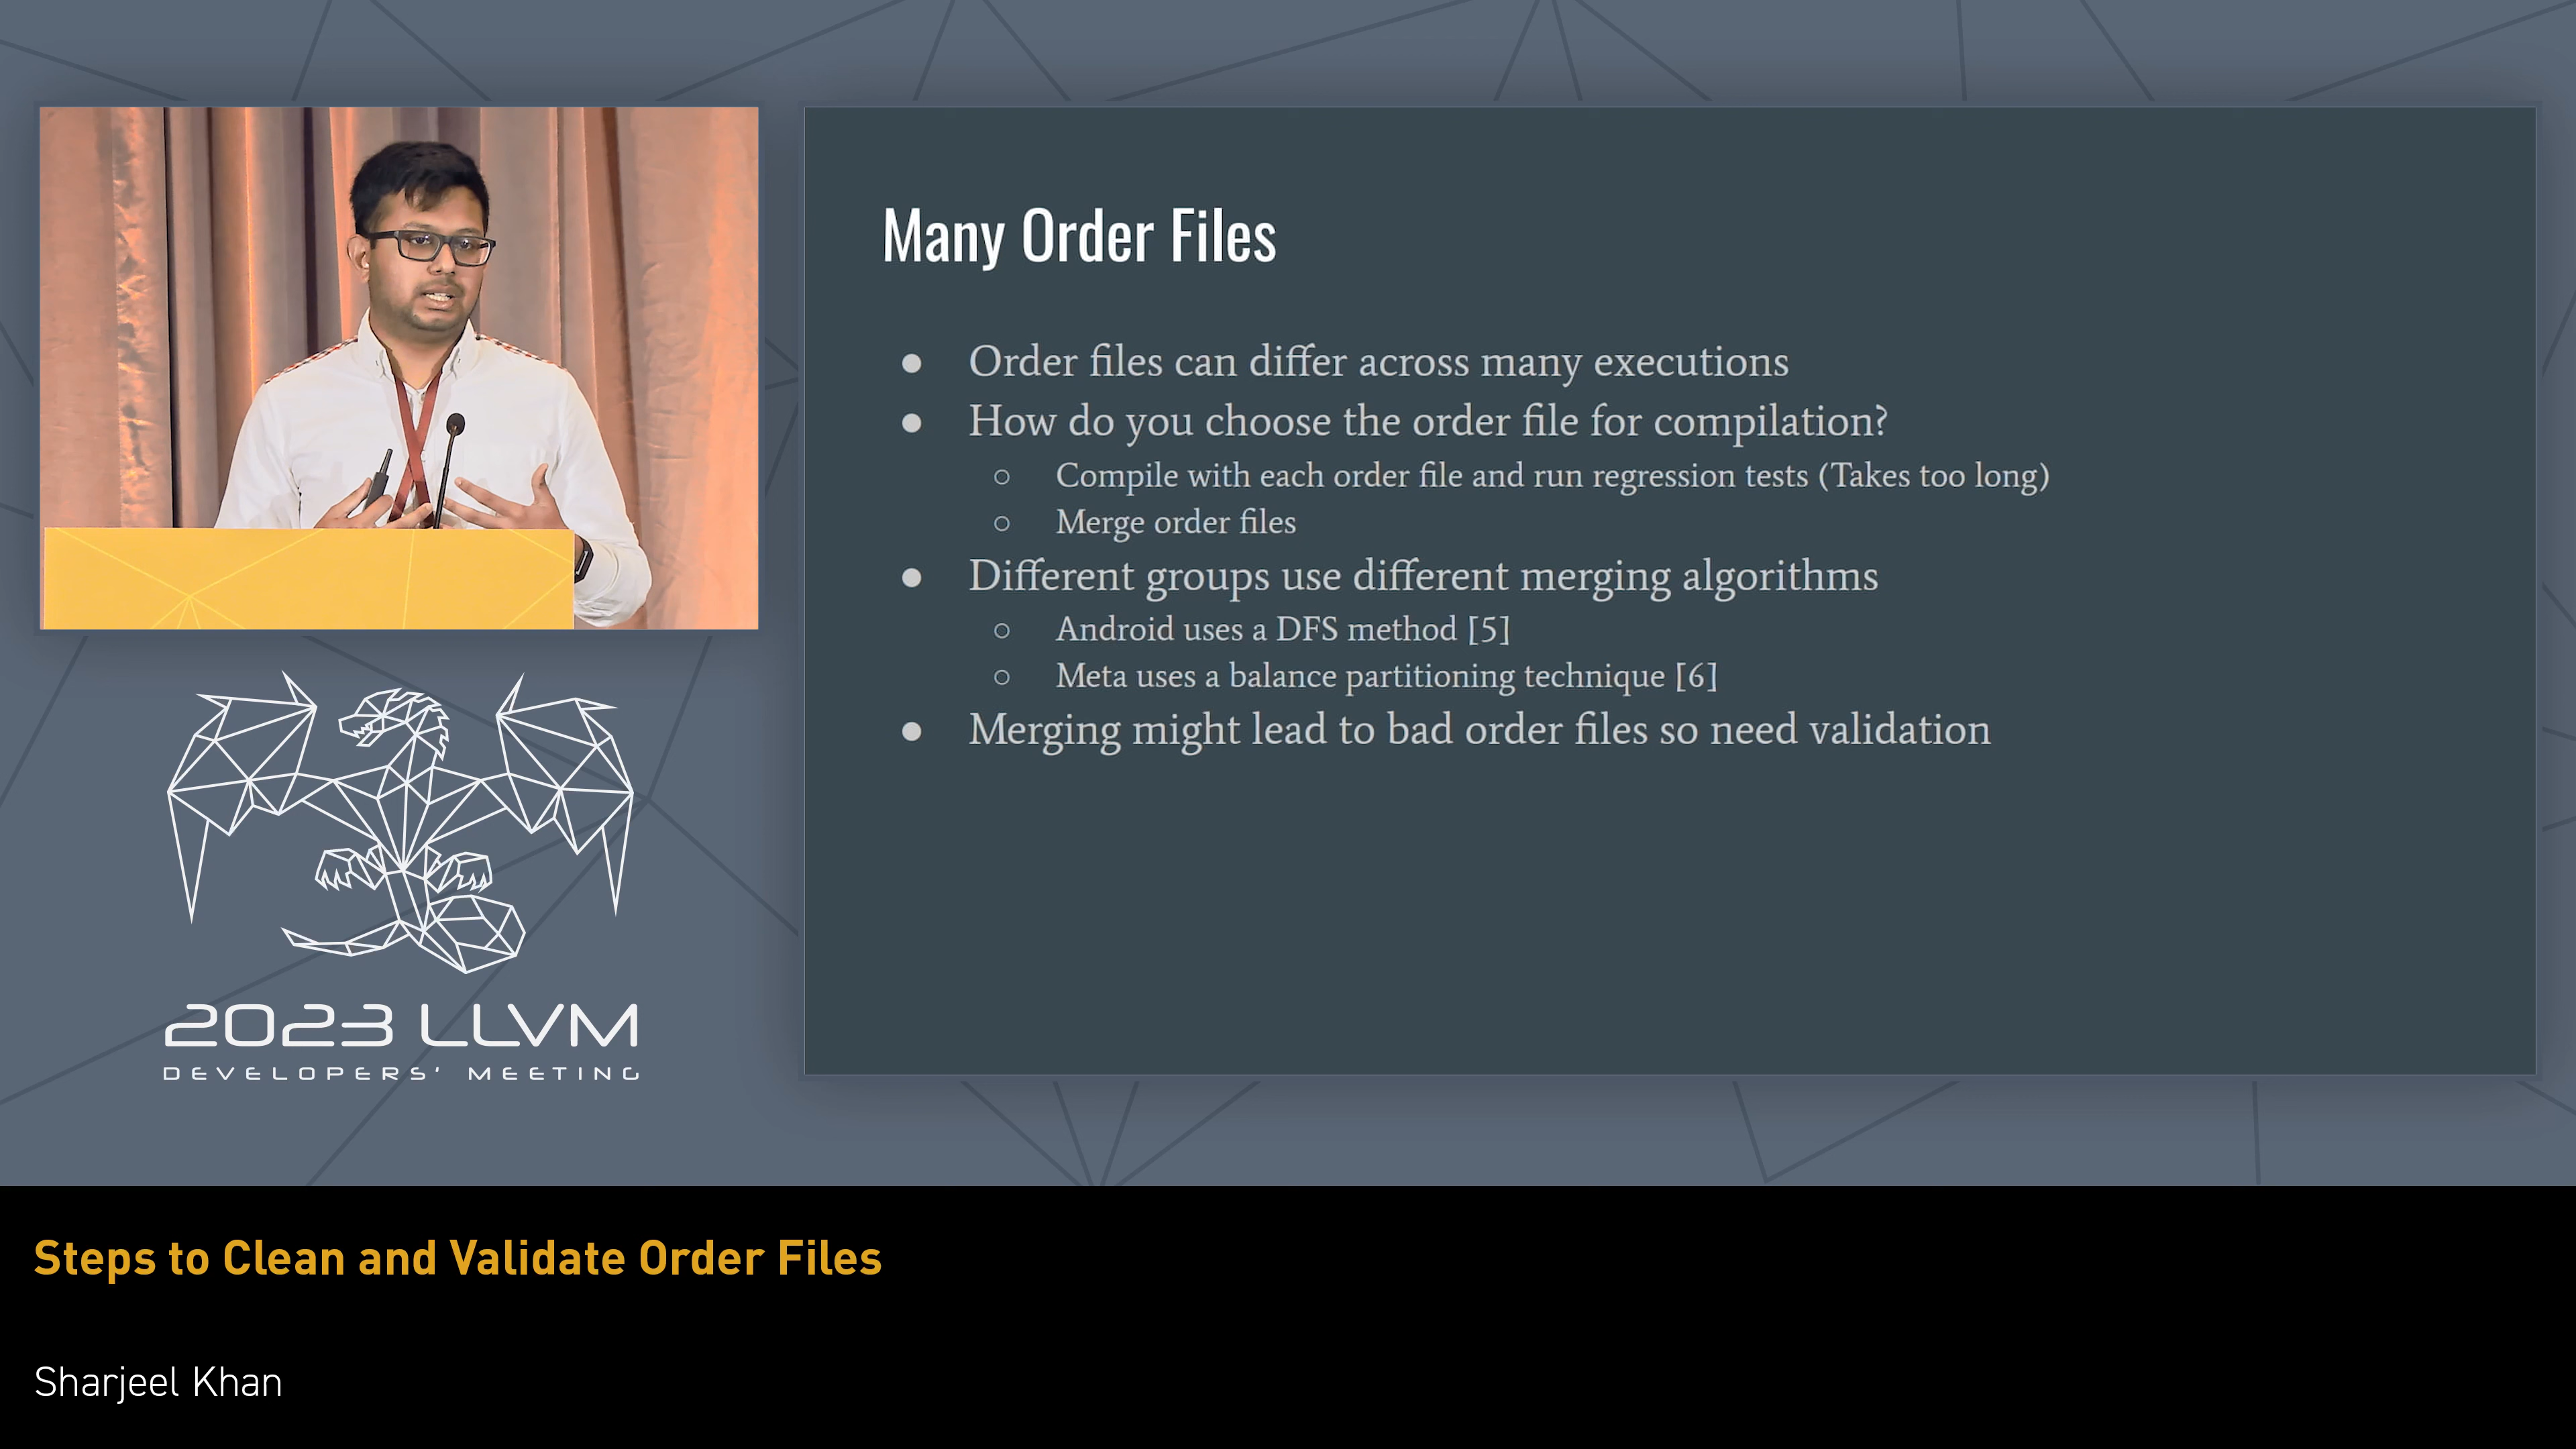 Many Order Files
● Order files can differ across many executions
● How do you choose the order file for compilation?
○ Compile with each order file and run regression tests (Takes too long)
○ Merge order files
● Different groups use different merging algorithms
○ Android uses a DFS method [5]
○ Meta uses a balance partitioning technique [6]
● Merging might lead to bad order files so need validation
2023 LLVM
DEVELOPERS' MEETING
Steps to Clean and Validate Order Files
Sharjeel Khan